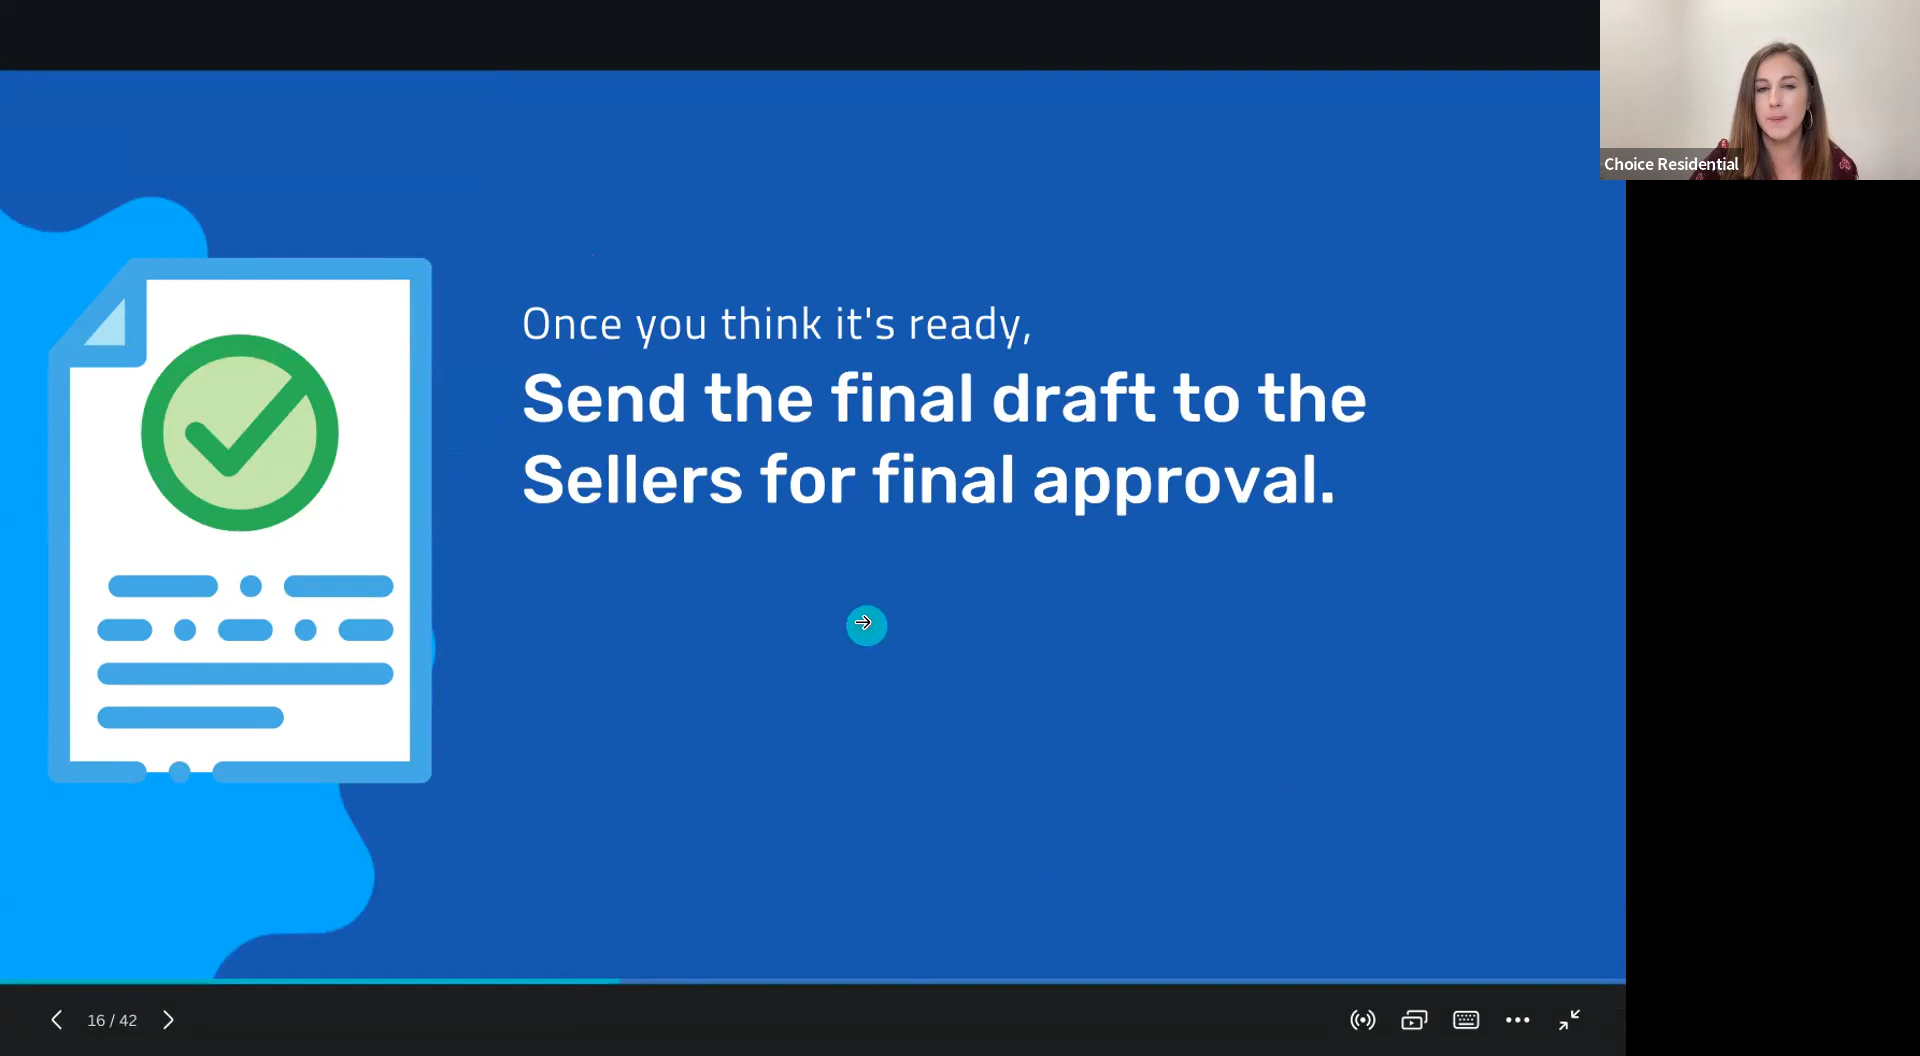 Choice Residential
Once you think it's ready,
Send the final draft to the
Sellers for final approval.
16 / 42